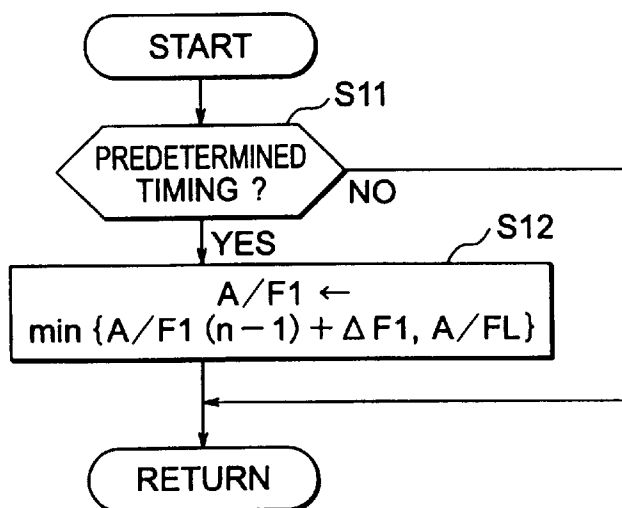 START
S11
PREDETERMINED
TIMING ?
NO
YES
S12
A/F1 ←
min {A/F1 (n−1) + ΔF1, A/FL}
RETURN